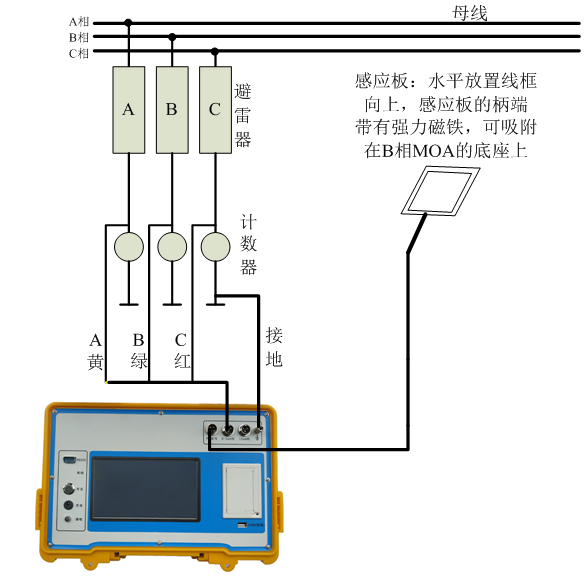 母线
A相
B相
C相
感应板：水平放置线框
向上，感应板的柄端
带有强力磁铁，可吸附
在B相MOA的底座上
A
B
C
避雷器
计数器
A
黄
B
绿
C
红
接地